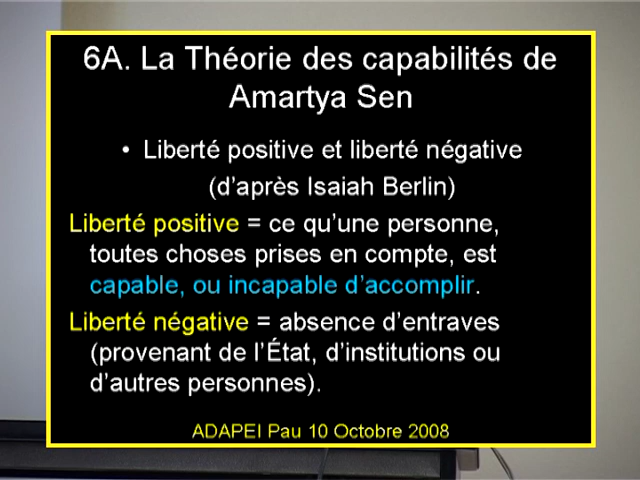 6A. La Théorie des capabilités de
Amartya Sen
• Liberté positive et liberté négative
(d'après Isaiah Berlin)
Liberté positive = ce qu'une personne,
toutes choses prises en compte, est
capable, ou incapable d'accomplir.
Liberté négative = absence d'entraves
(provenant de l'État, d'institutions ou
d'autres personnes).
ADAPEI Pau 10 Octobre 2008